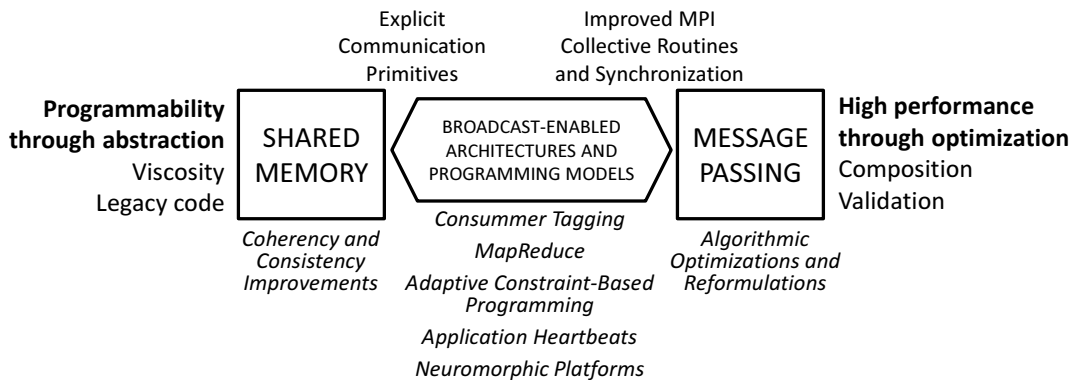 Explicit
Communication
Primitives
Improved MPI
Collective Routines
and Synchronization
Programmability
through abstraction
Viscosity
Legacy code
SHARED
MEMORY
BROADCAST-ENABLED
ARCHITECTURES AND
PROGRAMMING MODELS
MESSAGE
PASSING
High performance
through optimization
Composition
Validation
Coherency and
Consistency
Improvements
Consummer Tagging
MapReduce
Adaptive Constraint-Based
Programming
Application Heartbeats
Neuromorphic Platforms
Algorithmic
Optimizations and
Reformulations